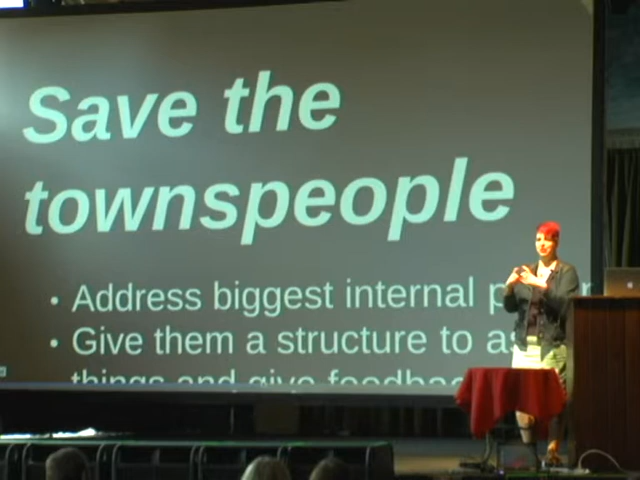 Save the
townspeople
• Address biggest internal
• Give them a structure to
things and give